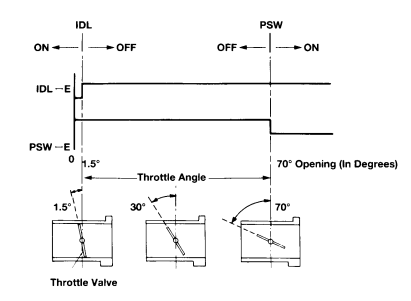 IDL PSW
ON OFF OFF ON
IDL – E
PSW – E
0 1.5° 70° Opening (In Degrees)
Throttle Angle
1.5° 30° 70°
Throttle Valve